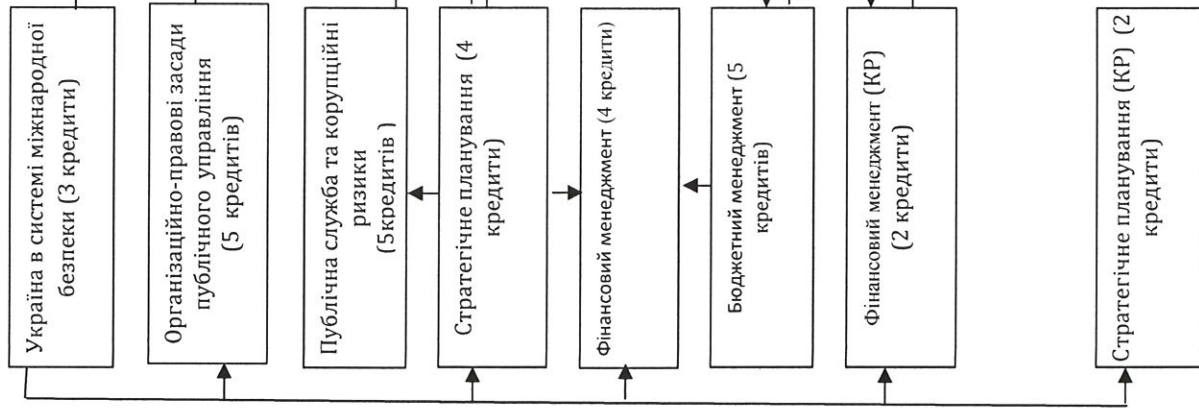 Україна в системі міжнародної
безпеки (3 кредити)
Організаційно-правові засади
публічного управління
(5 кредитів)
Публічна служба та корупційні
ризики
(5кредитів )
Стратегічне планування (4
кредити)
Фінансовий менеджмент (4 кредити)
Бюджетний менеджмент (5
кредитів)
Фінансовий менеджмент (КР)
(2 кредити)
Стратегічне планування (КР) (2
кредити)